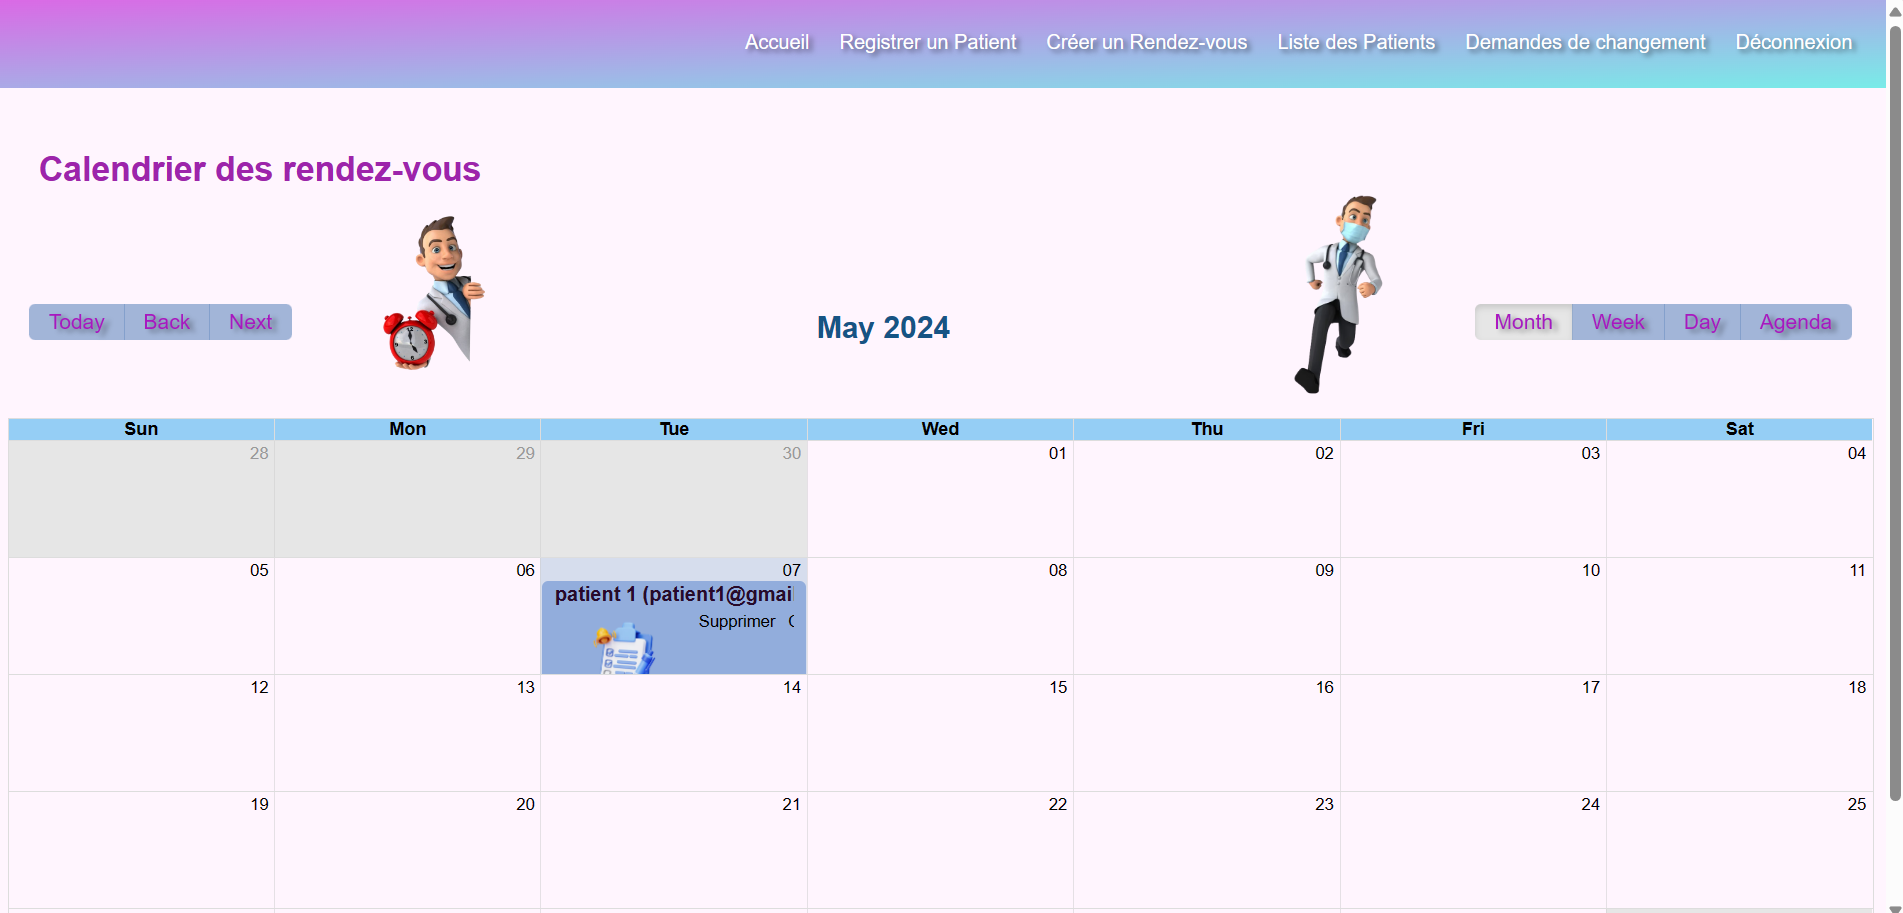 Accueil Registrer un Patient Créer un Rendez-vous Liste des Patients Demandes de changement Déconnexion
Calendrier des rendez-vous
Today Back Next
May 2024
Month Week Day Agenda
Sun Mon Tue Wed Thu Fri Sat
28 29 30 01 02 03 04
05 06 07 08 09 10 11
patient 1 (patient1@gmai
Supprimer
12 13 14 15 16 17 18
19 20 21 22 23 24 25